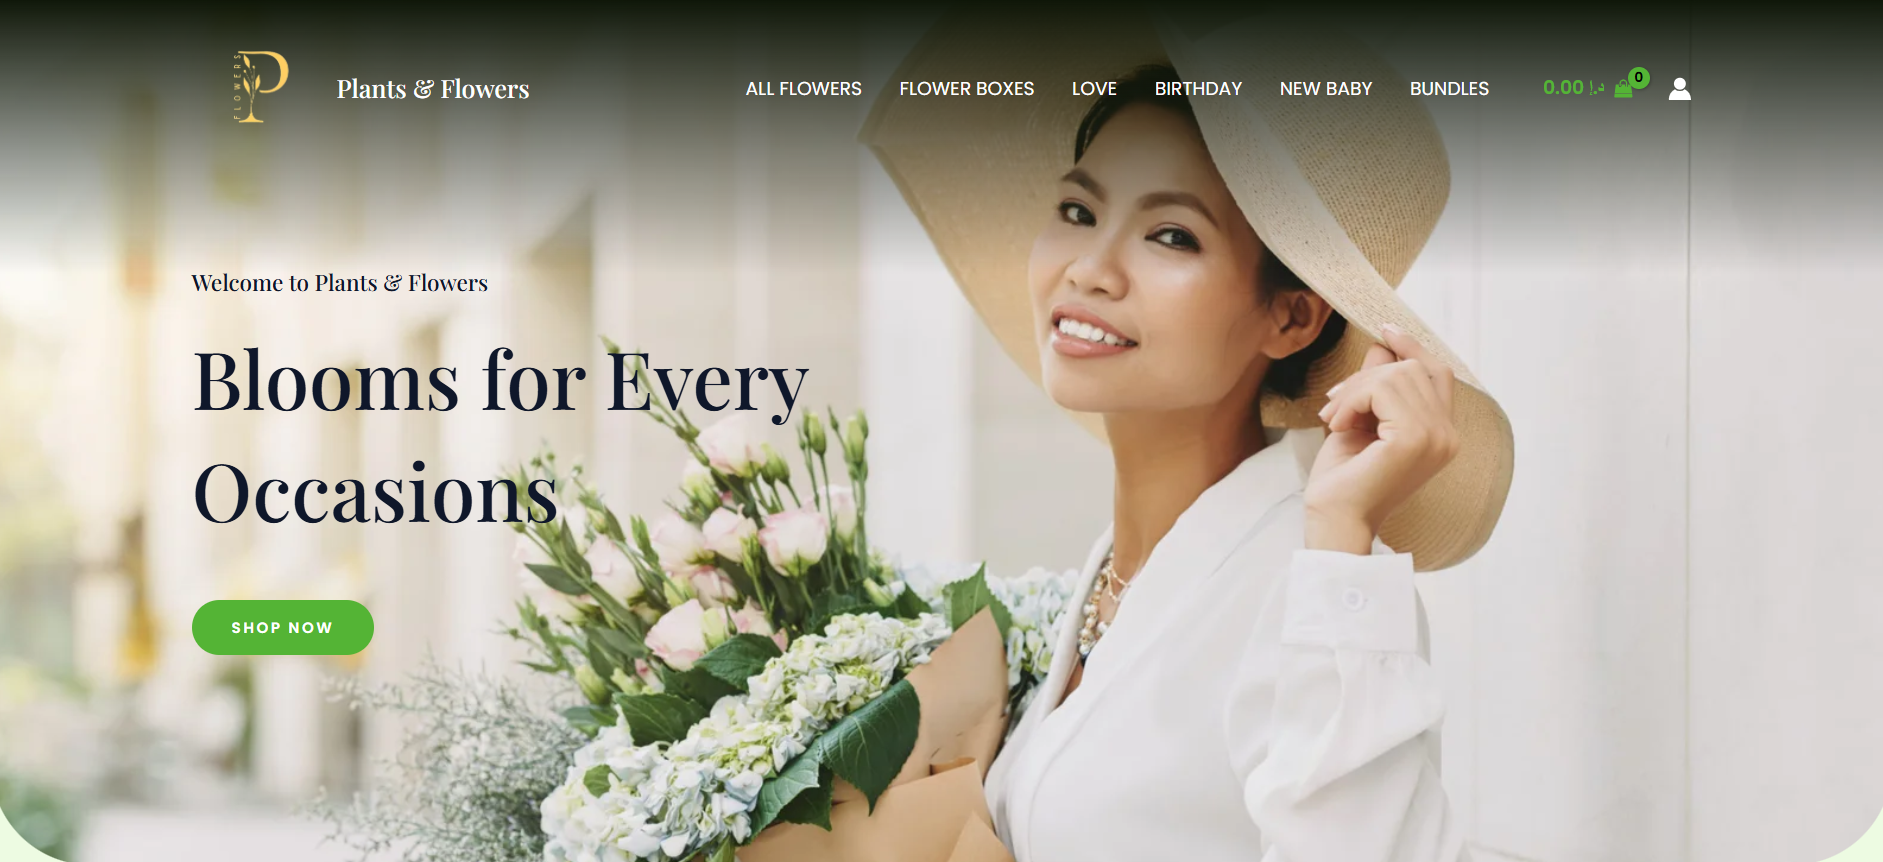 FLOWERS
P
Plants & Flowers
ALL FLOWERS
FLOWER BOXES
LOVE
BIRTHDAY
NEW BABY
BUNDLES
0.00 د.إ
0
Welcome to Plants & Flowers
Blooms for Every
Occasions
SHOP NOW